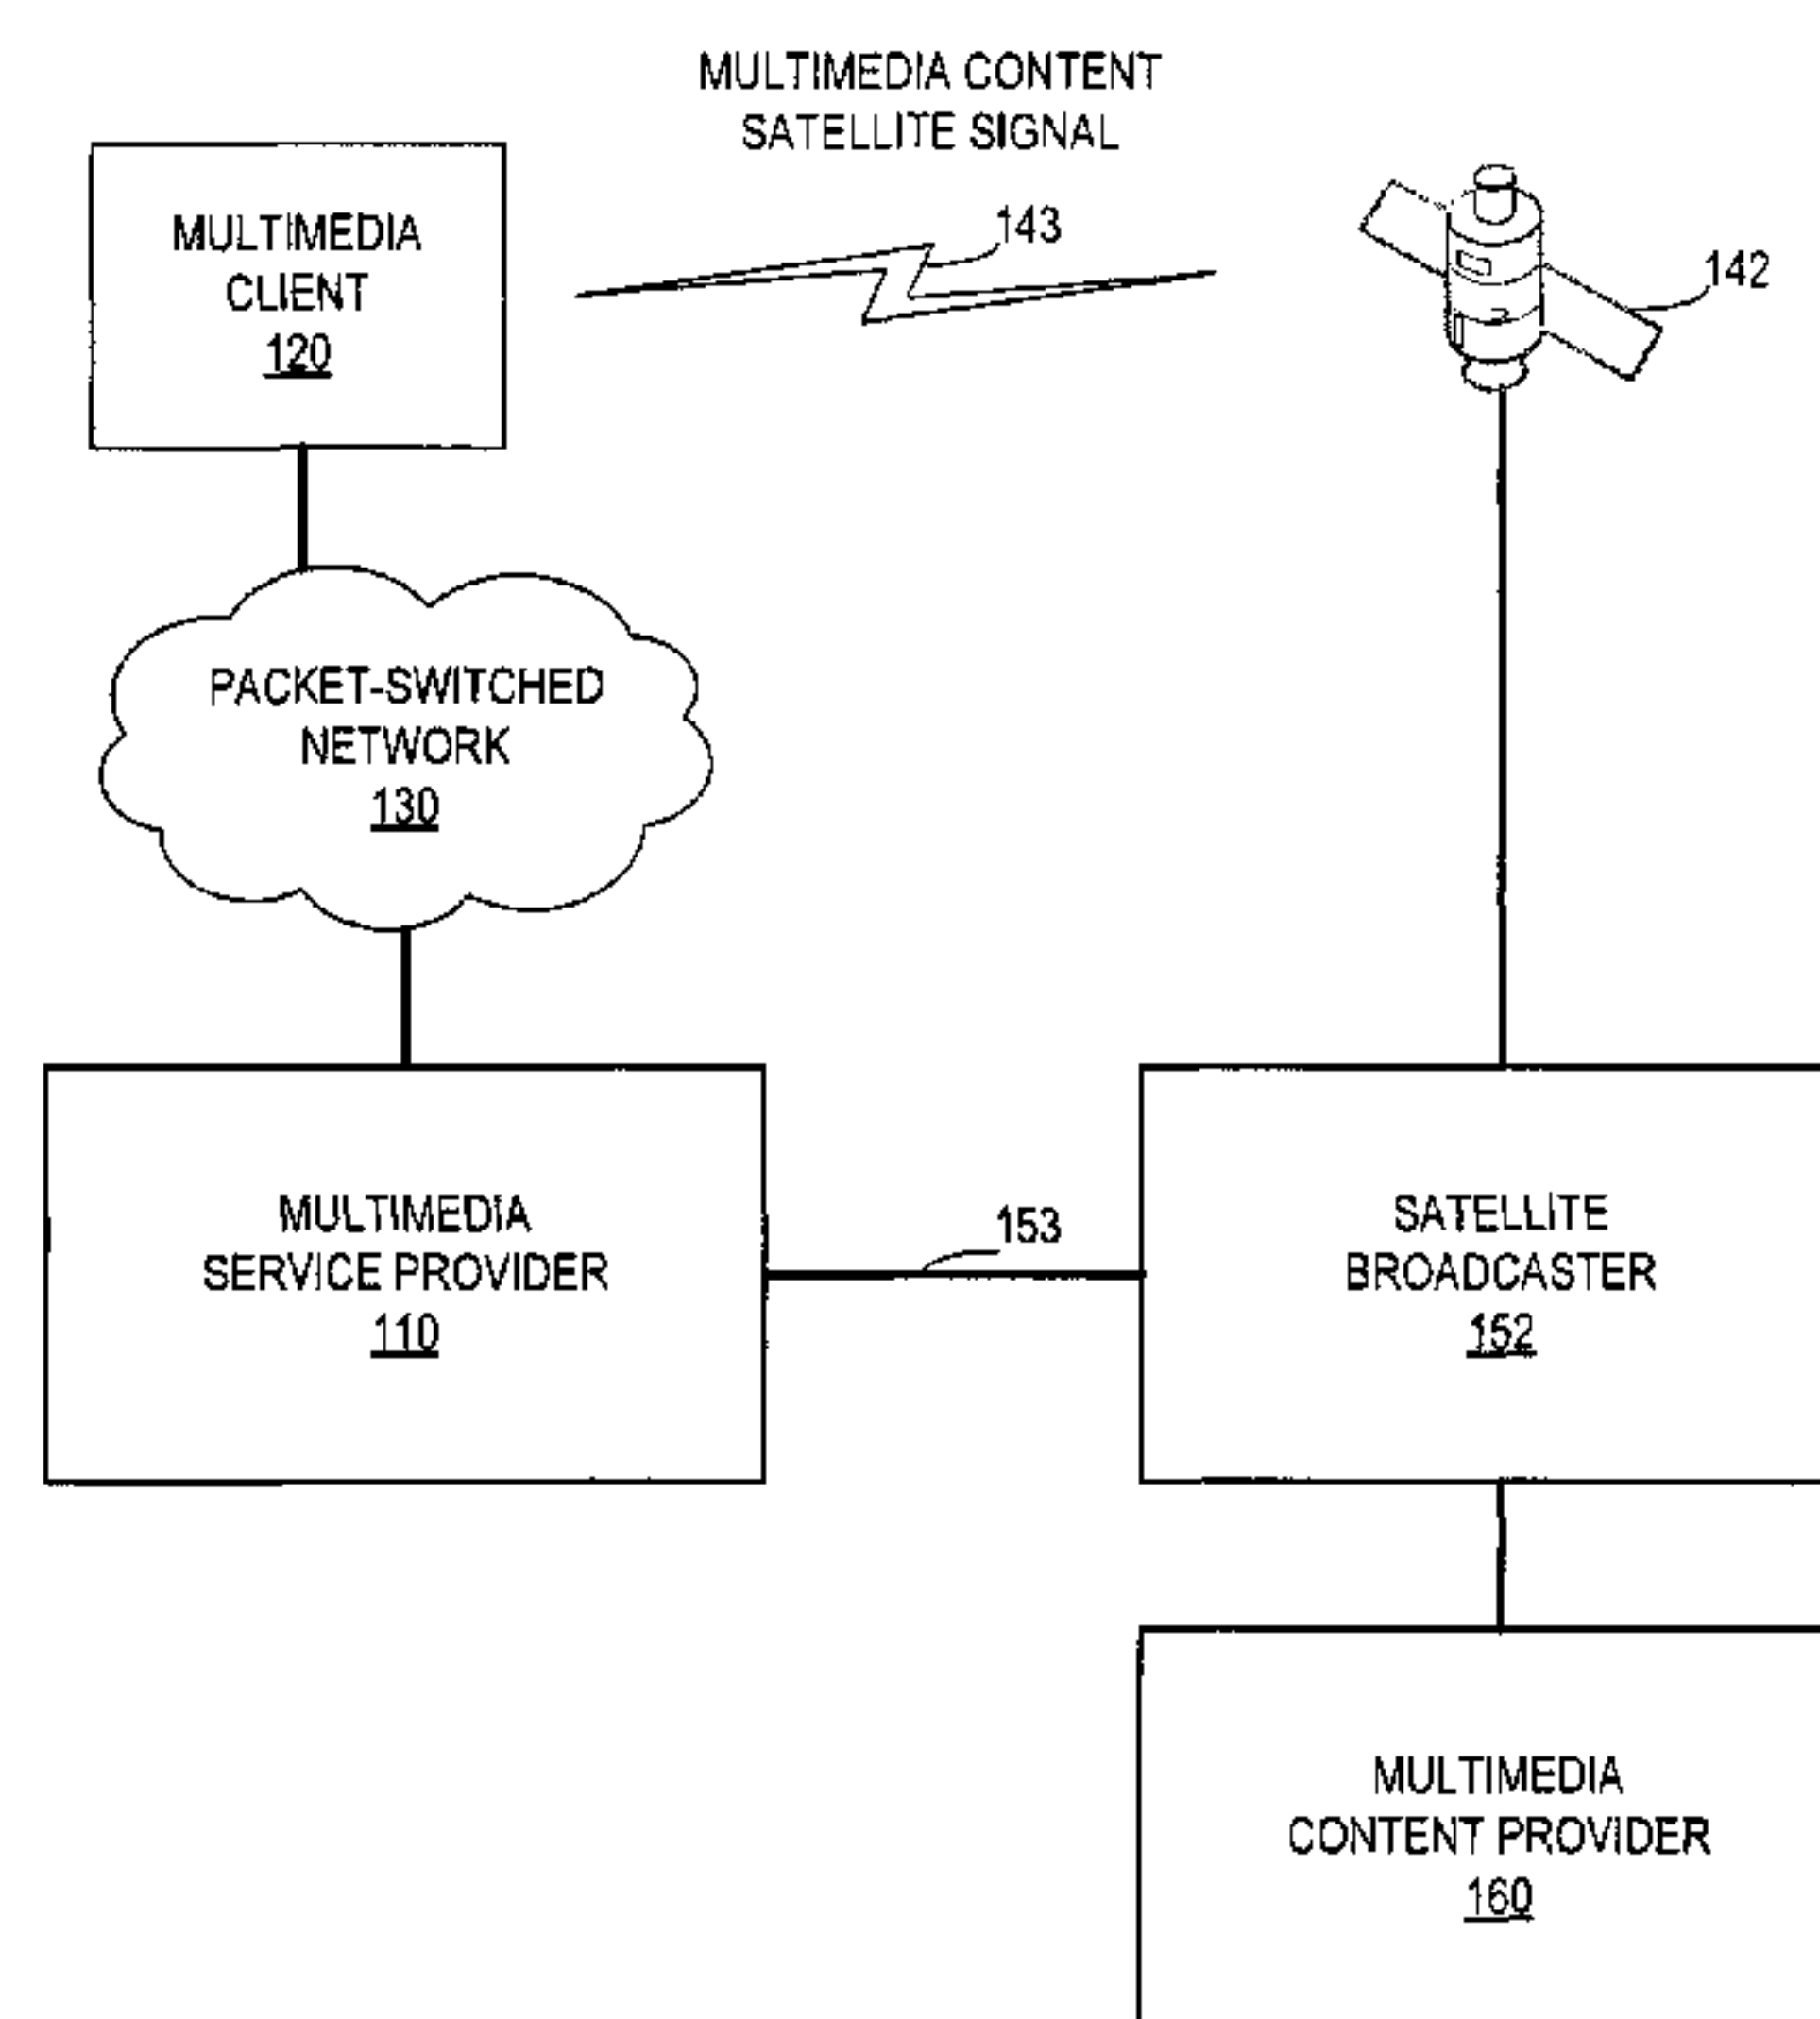 MULTIMEDIA CONTENT
SATELLITE SIGNAL
143
142
MULTIMEDIA
CLIENT
120
PACKET-SWITCHED
NETWORK
130
MULTIMEDIA
SERVICE PROVIDER
110
153
SATELLITE
BROADCASTER
152
MULTIMEDIA
CONTENT PROVIDER
160